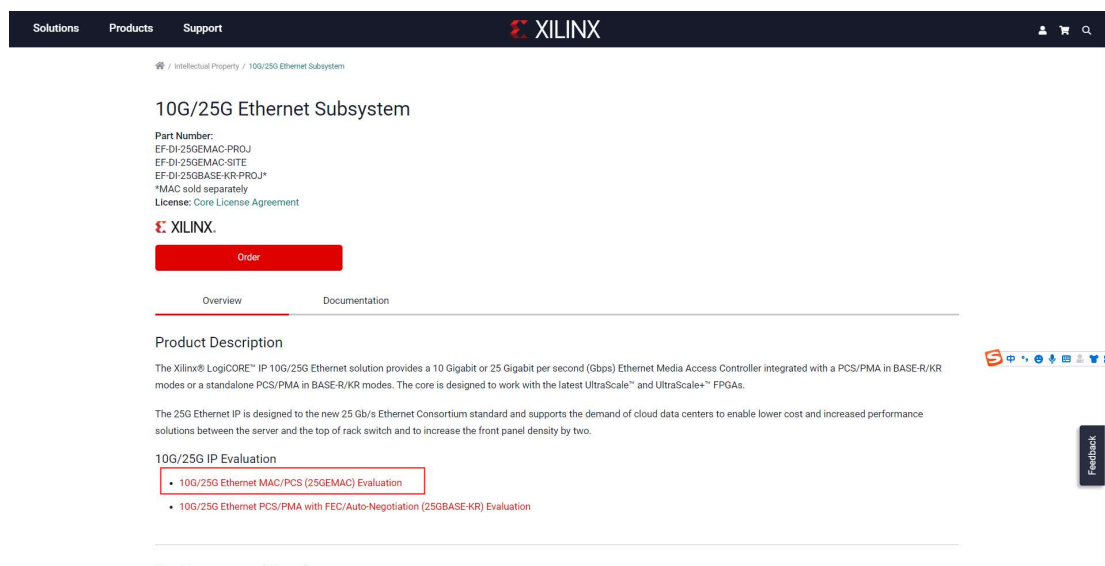 Solutions Products Support XILINX
/ Intellectual Property / 10G/25G Ethernet Subsystem
10G/25G Ethernet Subsystem
Part Number:
EF-DI-25GEMAC-PROJ
EF-DI-25GEMAC-SITE
EF-DI-25GBASE-KR-PROJ*
*MAC sold separately
License: Core License Agreement
XILINX.
Order
Overview Documentation
Product Description
The Xilinx® LogiCORE™ IP 10G/25G Ethernet solution provides a 10 Gigabit or 25 Gigabit per second (Gbps) Ethernet Media Access Controller integrated with a PCS/PMA in BASE-R/KR
modes or a standalone PCS/PMA in BASE-R/KR modes. The core is designed to work with the latest UltraScale™ and UltraScale+™ FPGAs.
The 25G Ethernet IP is designed to the new 25 Gb/s Ethernet Consortium standard and supports the demand of cloud data centers to enable lower cost and increased performance
solutions between the server and the top of rack switch and to increase the front panel density by two.
10G/25G IP Evaluation
• 10G/25G Ethernet MAC/PCS (25GEMAC) Evaluation
• 10G/25G Ethernet PCS/PMA with FEC/Auto-Negotiation (25GBASE-KR) Evaluation
S 中
Feedback